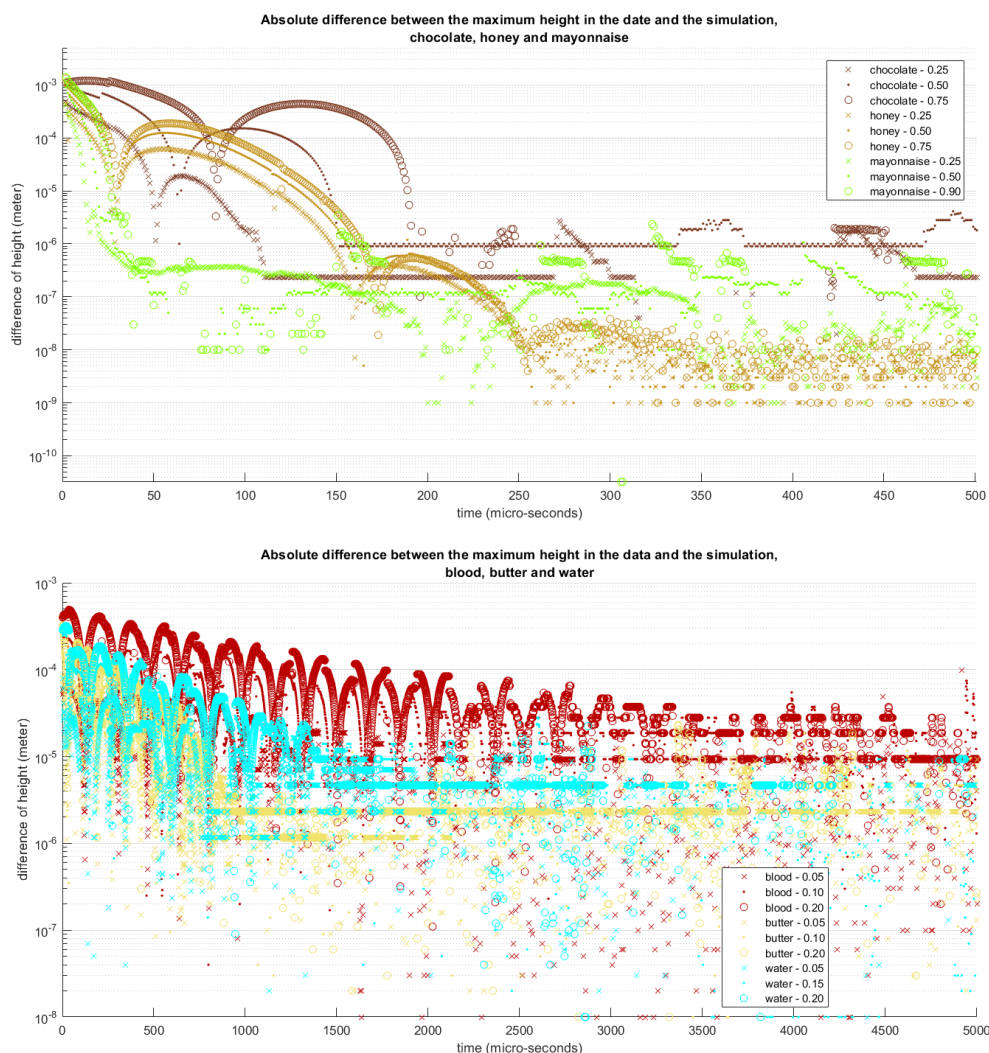 Absolute difference between the maximum height in the date and the simulation,
chocolate, honey and mayonnaise
difference of height (meter)
10⁻³
10⁻⁴
10⁻⁵
10⁻⁶
10⁻⁷
10⁻⁸
10⁻⁹
10⁻¹⁰
chocolate - 0.25
chocolate - 0.50
chocolate - 0.75
honey - 0.25
honey - 0.50
honey - 0.75
mayonnaise - 0.25
mayonnaise - 0.50
mayonnaise - 0.90
0 50 100 150 200 250 300 350 400 450 500
time (micro-seconds)
Absolute difference between the maximum height in the data and the simulation,
blood, butter and water
difference of height (meter)
10⁻³
10⁻⁴
10⁻⁵
10⁻⁶
10⁻⁷
10⁻⁸
blood - 0.05
blood - 0.10
blood - 0.20
butter - 0.05
butter - 0.10
butter - 0.20
water - 0.05
water - 0.15
water - 0.20
0 500 1000 1500 2000 2500 3000 3500 4000 4500 5000
time (micro-seconds)